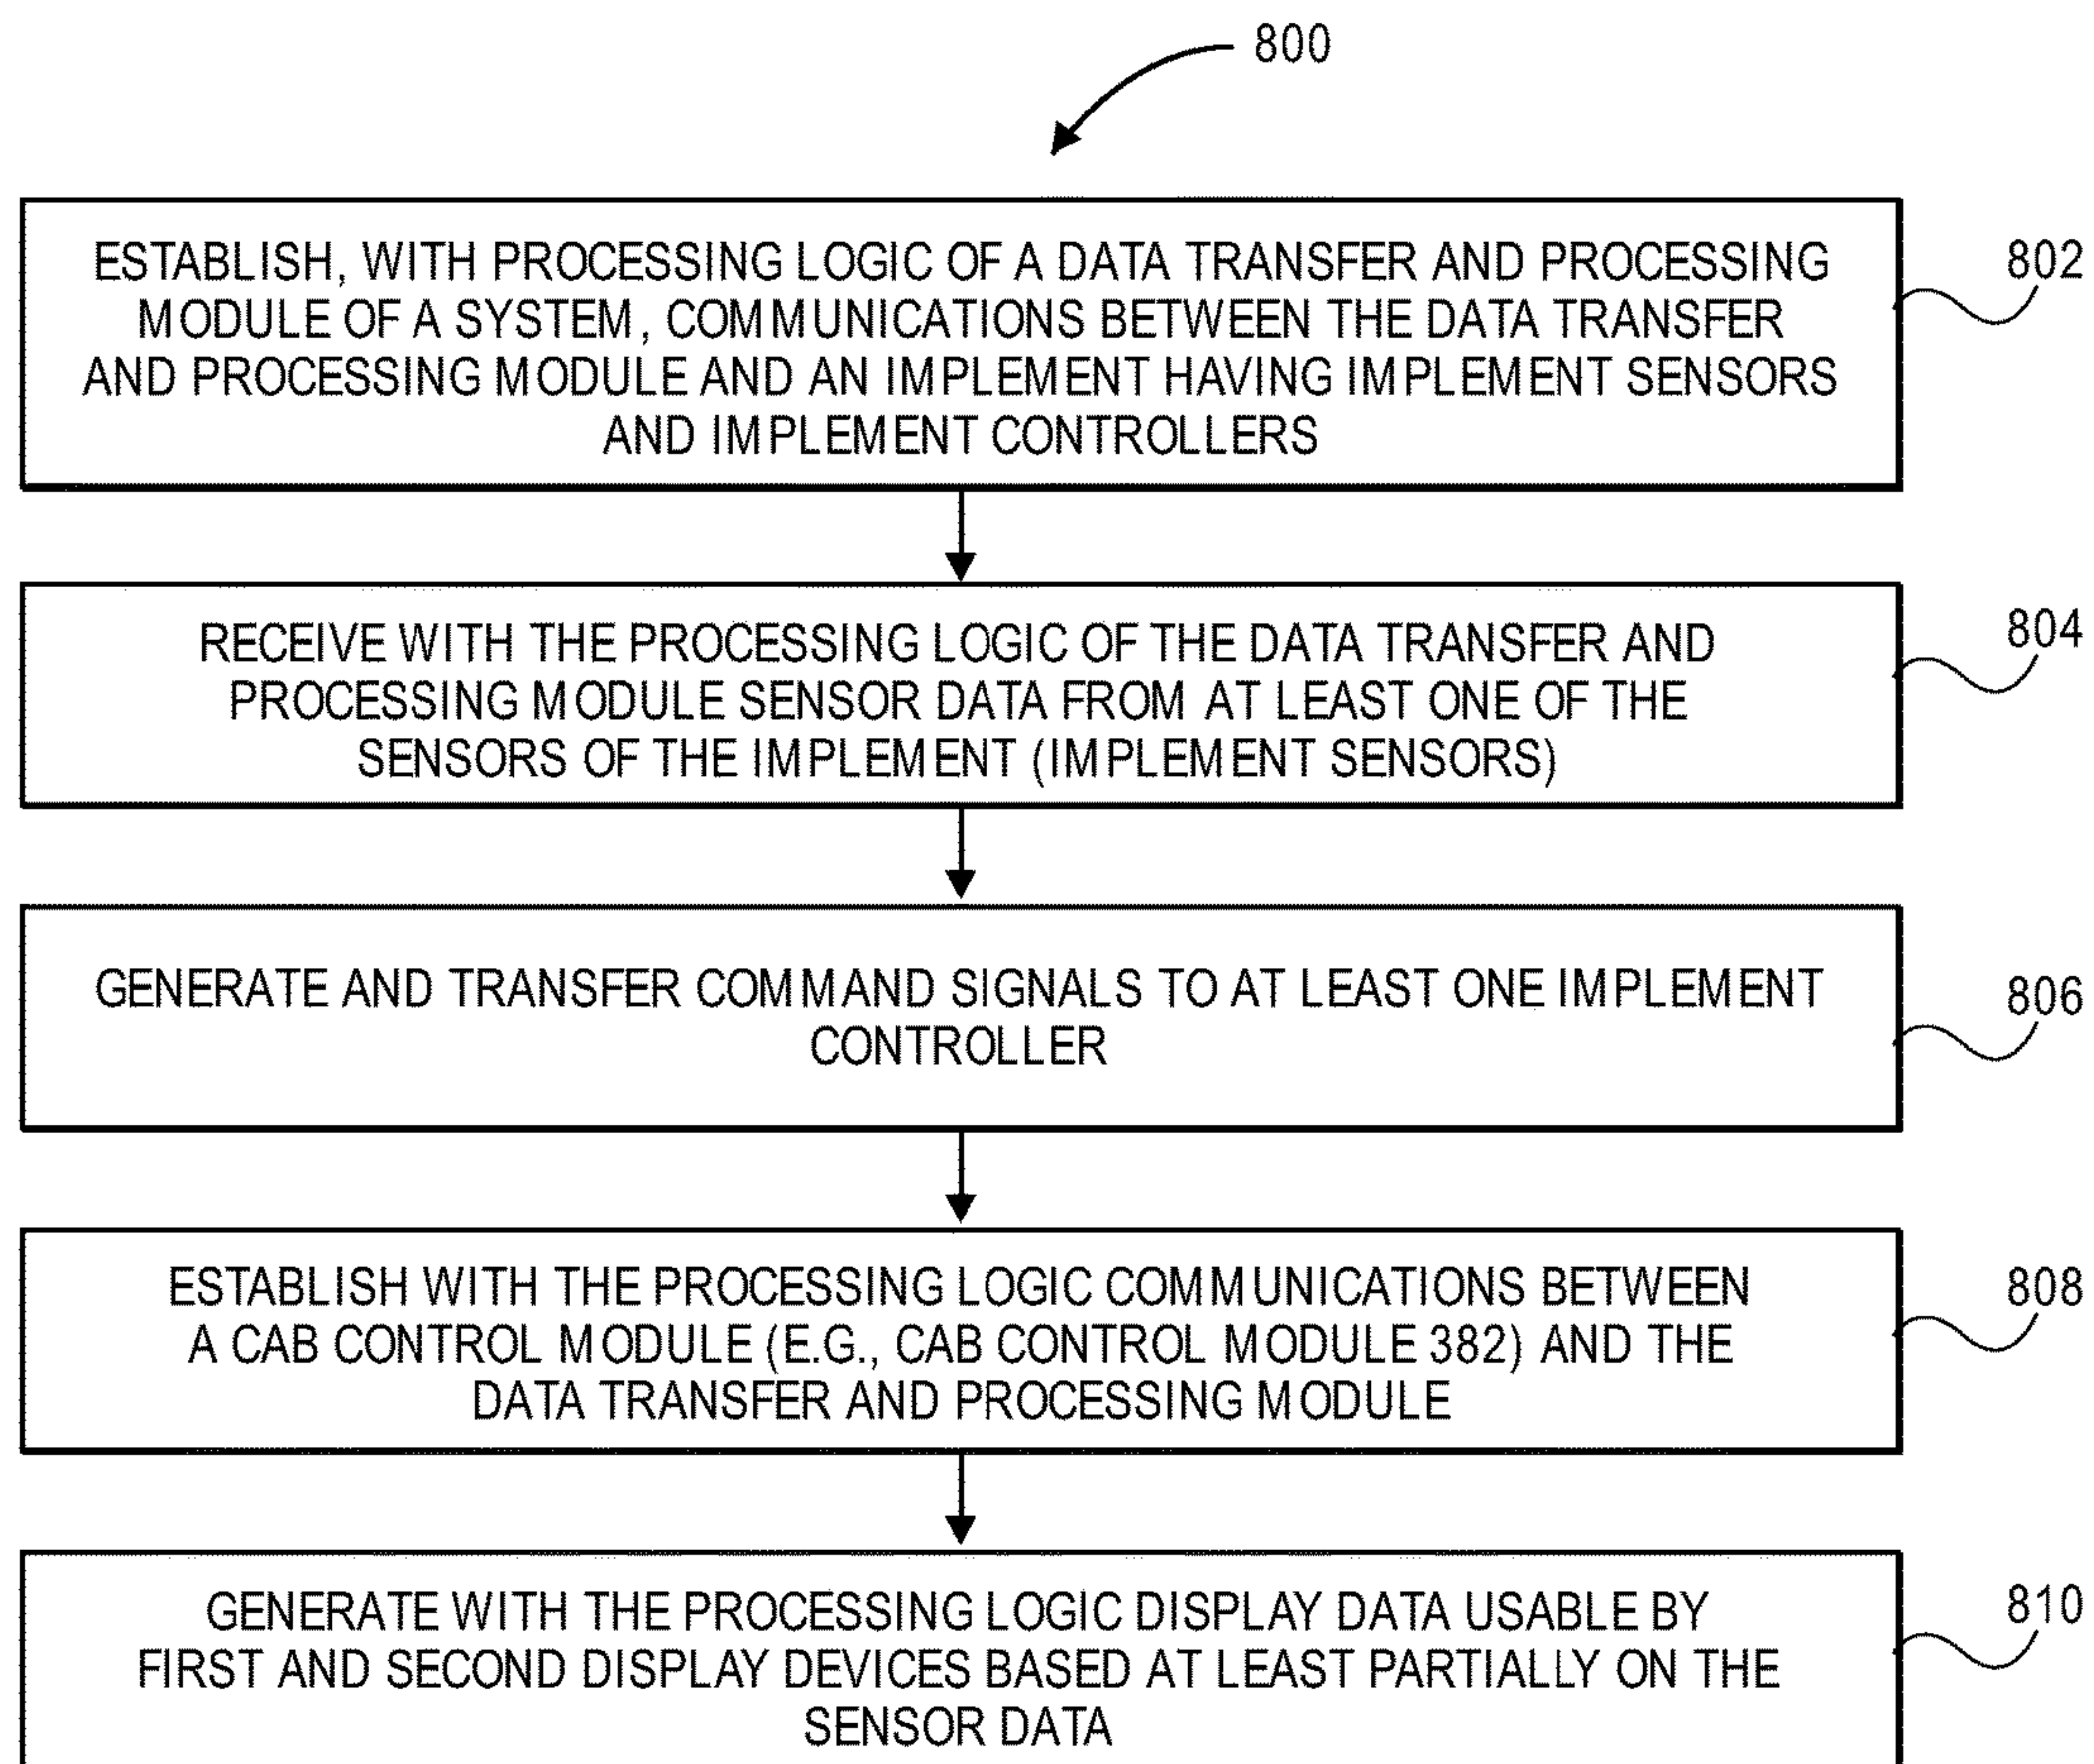 800
ESTABLISH, WITH PROCESSING LOGIC OF A DATA TRANSFER AND PROCESSING
MODULE OF A SYSTEM, COMMUNICATIONS BETWEEN THE DATA TRANSFER
AND PROCESSING MODULE AND AN IMPLEMENT HAVING IMPLEMENT SENSORS
AND IMPLEMENT CONTROLLERS
802
RECEIVE WITH THE PROCESSING LOGIC OF THE DATA TRANSFER AND
PROCESSING MODULE SENSOR DATA FROM AT LEAST ONE OF THE
SENSORS OF THE IMPLEMENT (IMPLEMENT SENSORS)
804
GENERATE AND TRANSFER COMMAND SIGNALS TO AT LEAST ONE IMPLEMENT
CONTROLLER
806
ESTABLISH WITH THE PROCESSING LOGIC COMMUNICATIONS BETWEEN
A CAB CONTROL MODULE (E.G., CAB CONTROL MODULE 382) AND THE
DATA TRANSFER AND PROCESSING MODULE
808
GENERATE WITH THE PROCESSING LOGIC DISPLAY DATA USABLE BY
FIRST AND SECOND DISPLAY DEVICES BASED AT LEAST PARTIALLY ON THE
SENSOR DATA
810